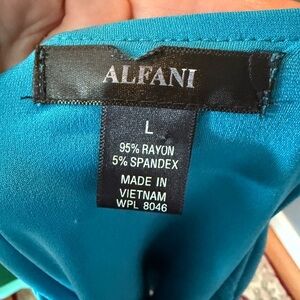 ALFANI
L
95% RAYON
5% SPANDEX
MADE IN
VIETNAM
WPL 8046